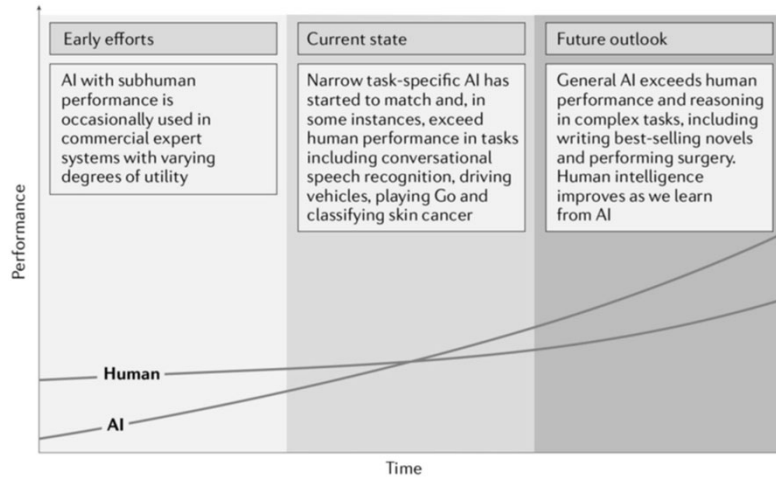 Early efforts
AI with subhuman
performance is
occasionally used in
commercial expert
systems with varying
degrees of utility
Current state
Narrow task-specific AI has
started to match and, in
some instances, exceed
human performance in tasks
including conversational
speech recognition, driving
vehicles, playing Go and
classifying skin cancer
Future outlook
General AI exceeds human
performance and reasoning
in complex tasks, including
writing best-selling novels
and performing surgery.
Human intelligence
improves as we learn
from AI
Performance
Human
AI
Time